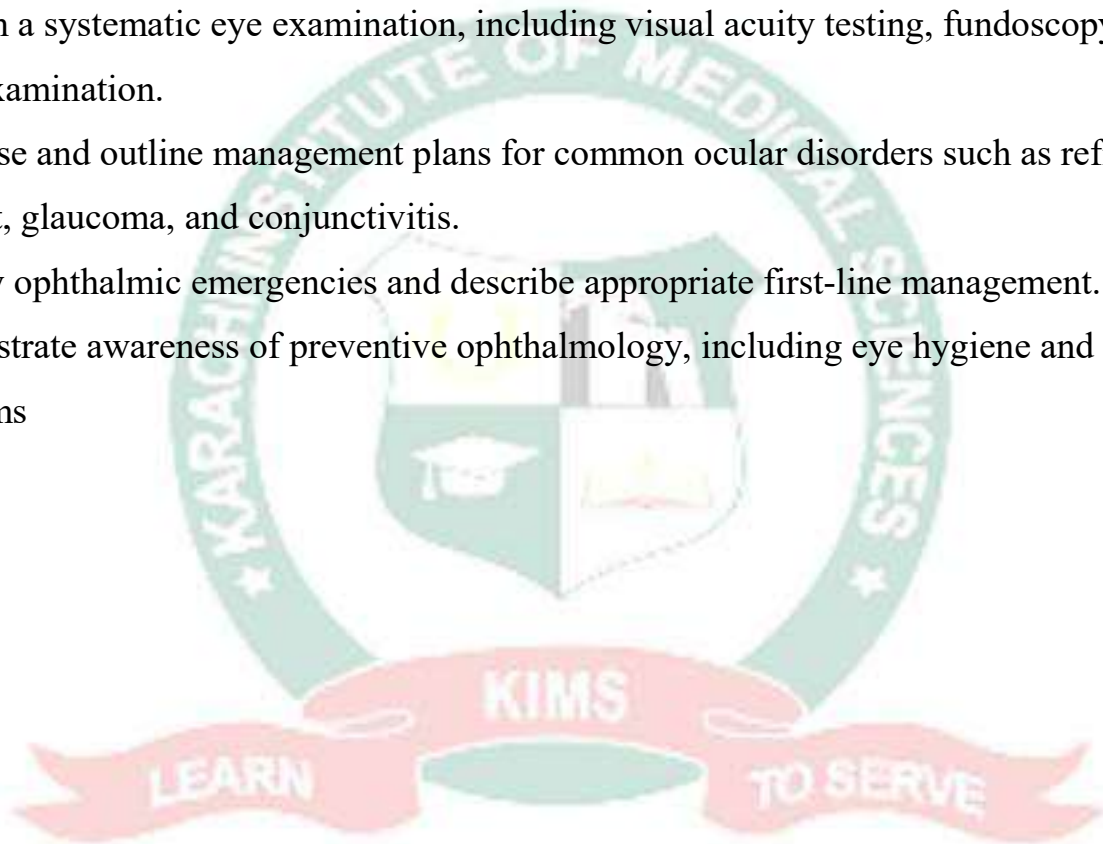 n a systematic eye examination, including visual acuity testing, fundoscopy
xamination.
se and outline management plans for common ocular disorders such as ref
t, glaucoma, and conjunctivitis.
y ophthalmic emergencies and describe appropriate first-line management.
strate awareness of preventive ophthalmology, including eye hygiene and
ms
KARACHI INSTITUTE OF MEDICAL SCIENCES
KIMS
LEARN TO SERVE